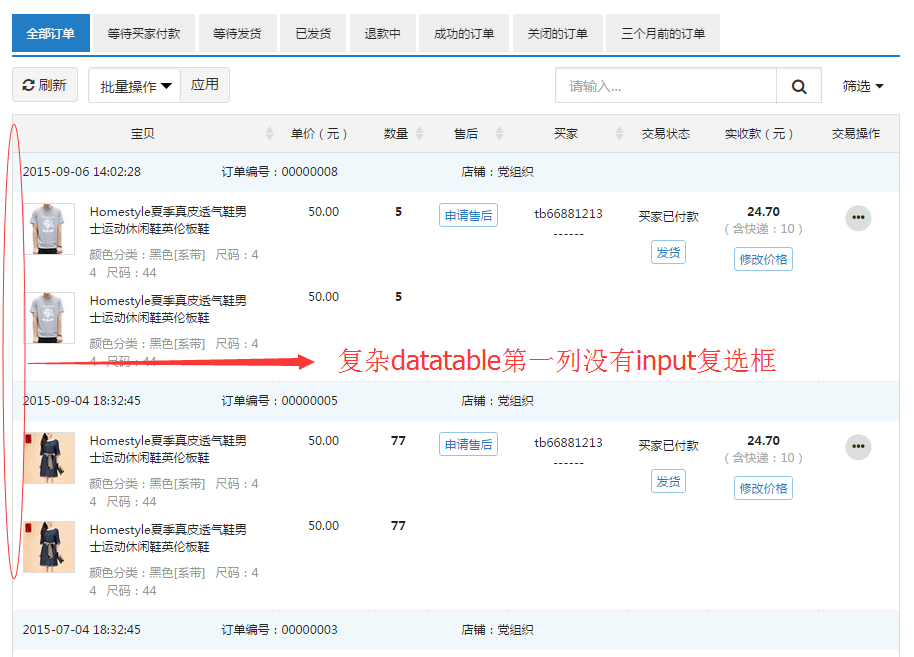 全部订单 等待买家付款 等待发货 已发货 退款中 成功的订单 关闭的订单 三个月前的订单
刷新 批量操作 应用 请输入... 筛选
宝贝 单价（元） 数量 售后 买家 交易状态 实收款（元） 交易操作
2015-09-06 14:02:28 订单编号：00000008 店铺：党组织
Homestyle夏季真皮透气鞋男 50.00 5 申请售后 tb66881213 买家已付款 24.70
士运动休闲鞋英伦板鞋 ------ （含快递：10）
颜色分类：黑色[系带] 尺码：4 发货 修改价格
4 尺码：44
Homestyle夏季真皮透气鞋男 50.00 5
士运动休闲鞋英伦板鞋
颜色分类：黑色[系带] 尺码：4
4 尺码：44
复杂datatable第一列没有input复选框
2015-09-04 18:32:45 订单编号：00000005 店铺：党组织
Homestyle夏季真皮透气鞋男 50.00 77 申请售后 tb66881213 买家已付款 24.70
士运动休闲鞋英伦板鞋 ------ （含快递：10）
颜色分类：黑色[系带] 尺码：4 发货 修改价格
4 尺码：44
Homestyle夏季真皮透气鞋男 50.00 77
士运动休闲鞋英伦板鞋
颜色分类：黑色[系带] 尺码：4
4 尺码：44
2015-07-04 18:32:45 订单编号：00000003 店铺：党组织